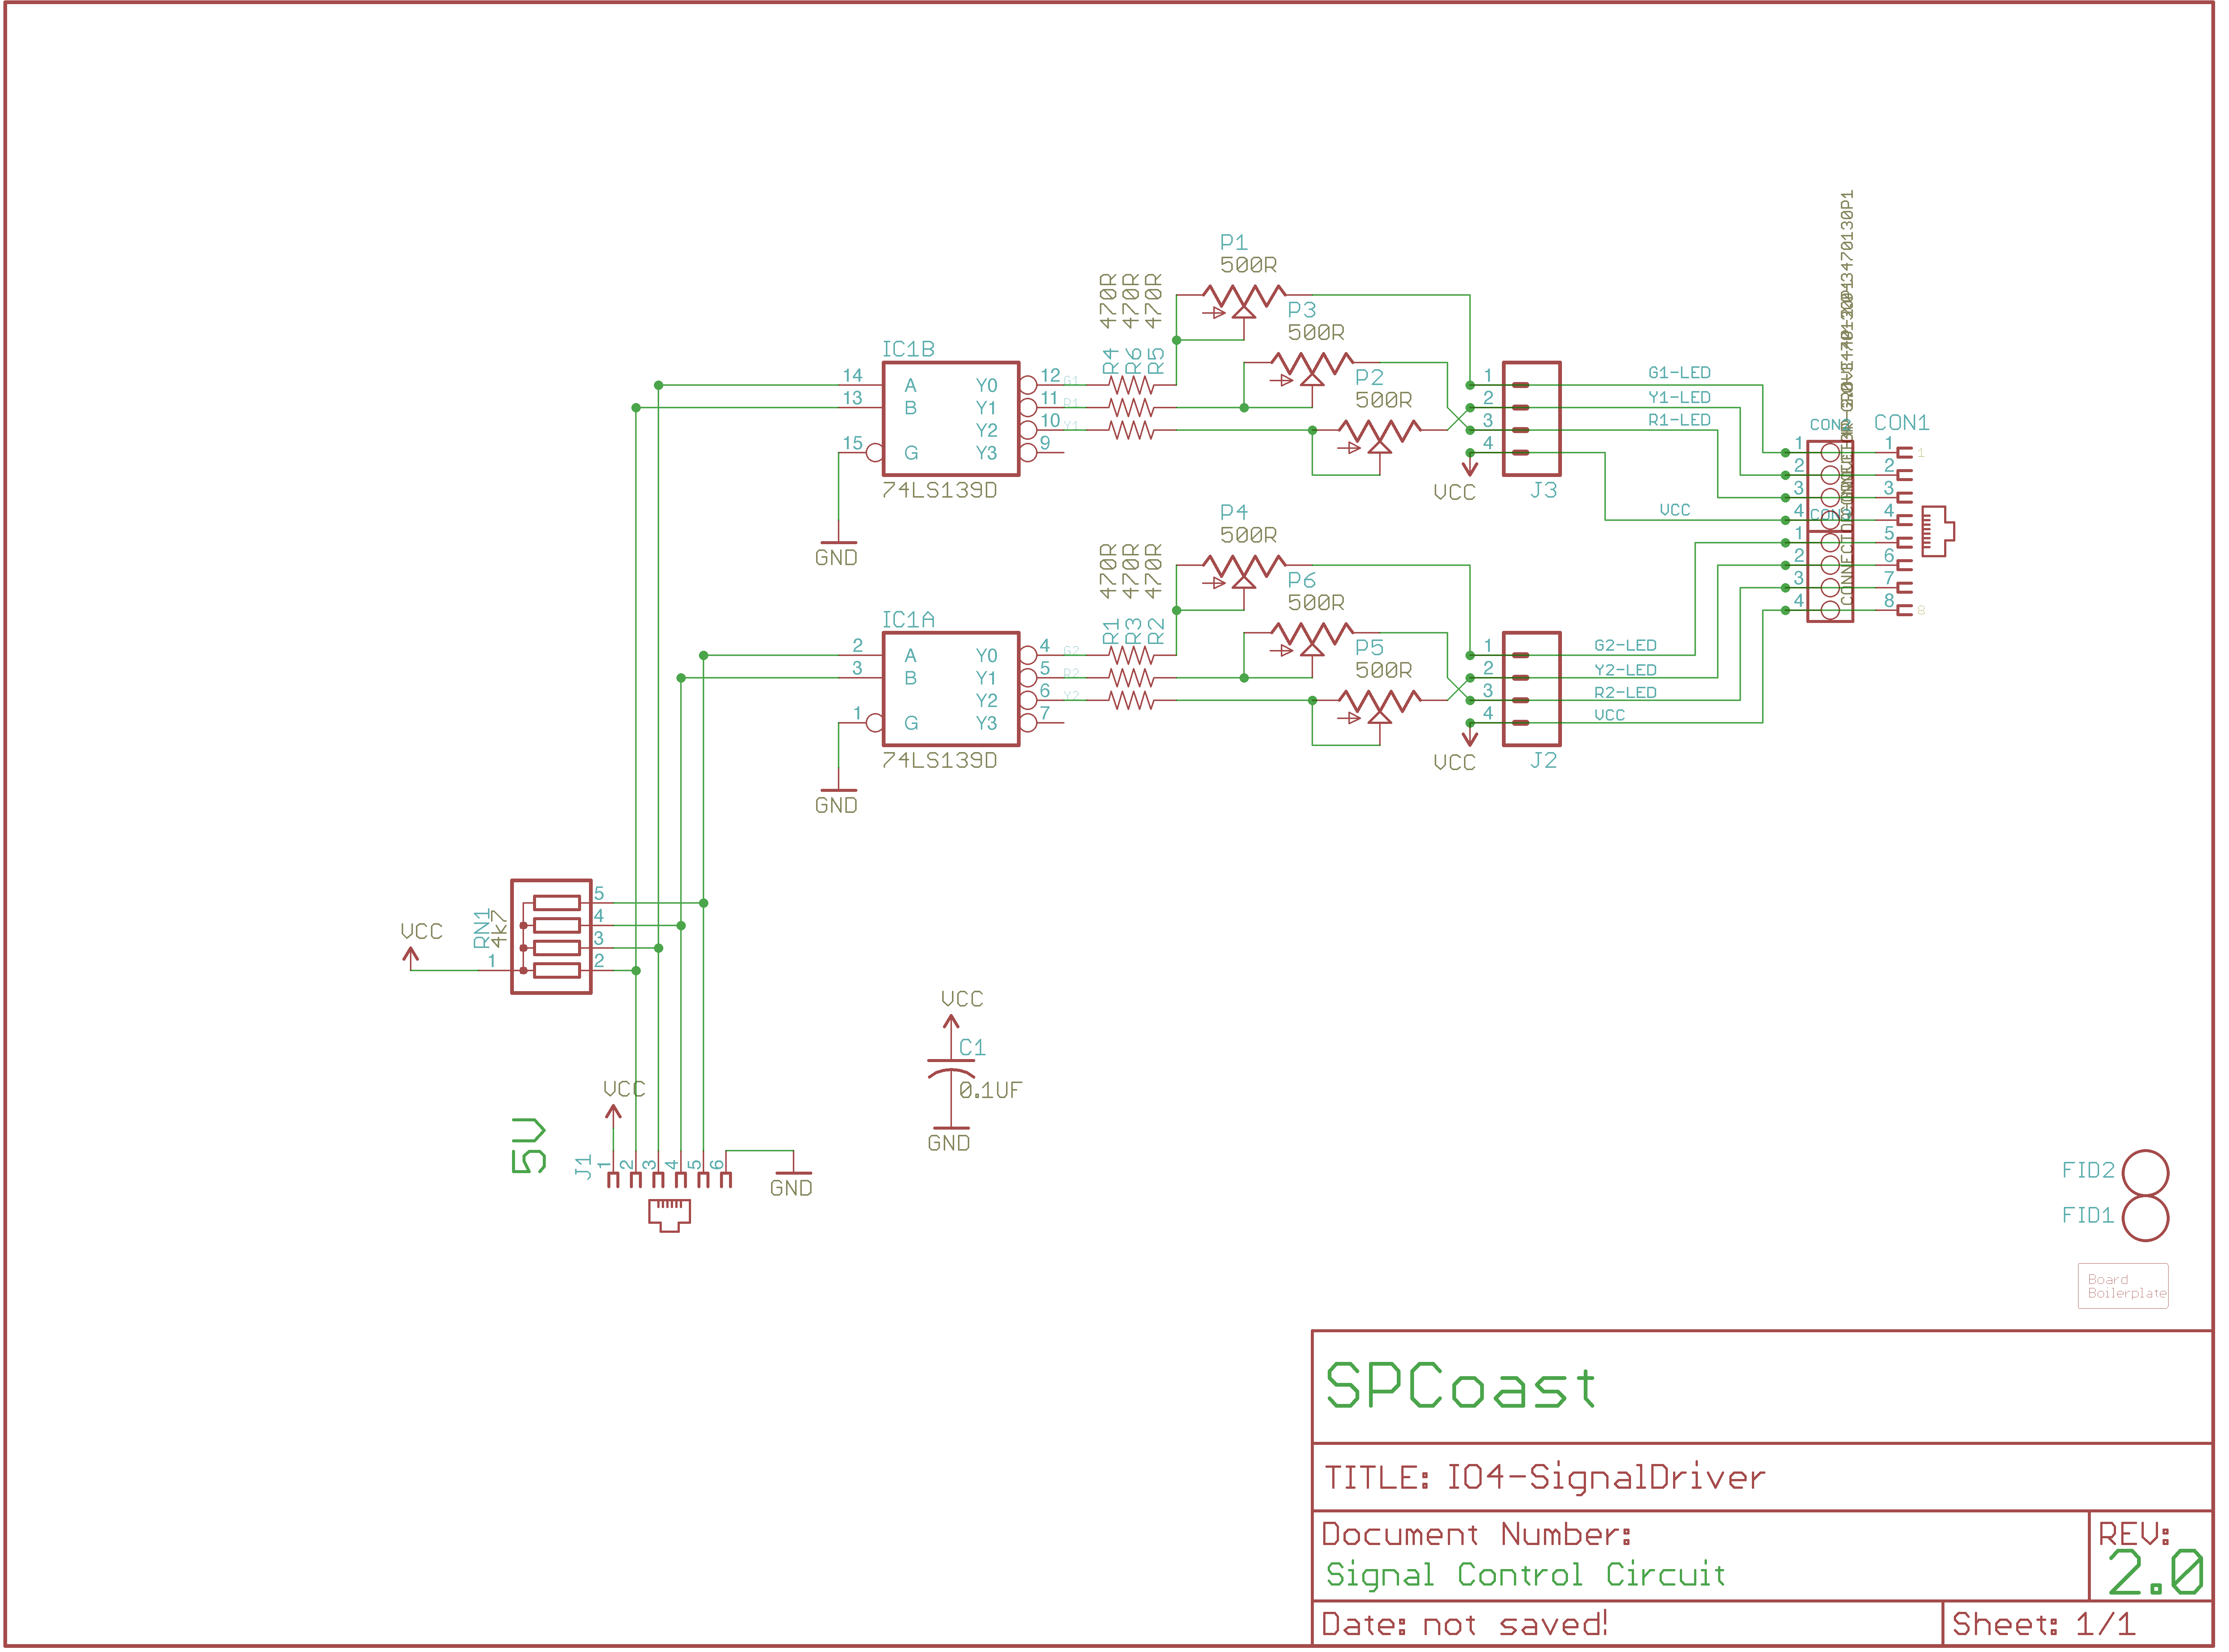 P1
500R
P3
500R
P2
500R
470R
470R
470R
R4
R6
R5
IC1B
14
13
15
A
B
G
Y0
Y1
Y2
Y3
12
11
10
9
G1
R1
Y1
74LS139D
GND
1
2
3
4
VCC
J3
G1-LED
Y1-LED
R1-LED
VCC
CON1
1
2
3
4
5
6
7
8
1
8
1
2
3
4
1
2
3
4
P4
500R
P6
500R
P5
500R
470R
470R
470R
R1
R3
R2
IC1A
2
3
1
A
B
G
Y0
Y1
Y2
Y3
4
5
6
7
G2
R2
Y2
74LS139D
GND
1
2
3
4
VCC
J2
G2-LED
Y2-LED
R2-LED
VCC
VCC
RN1
4k7
1
5
4
3
2
VCC
C1
0.1UF
GND
5V
VCC
J1
1
2
3
4
5
6
GND
FID2
FID1
Board
Boilerplate
SPCoast
TITLE: IO4-SignalDriver
Document Number:
Signal Control Circuit
REV:
2.0
Date: not saved!
Sheet: 1/1